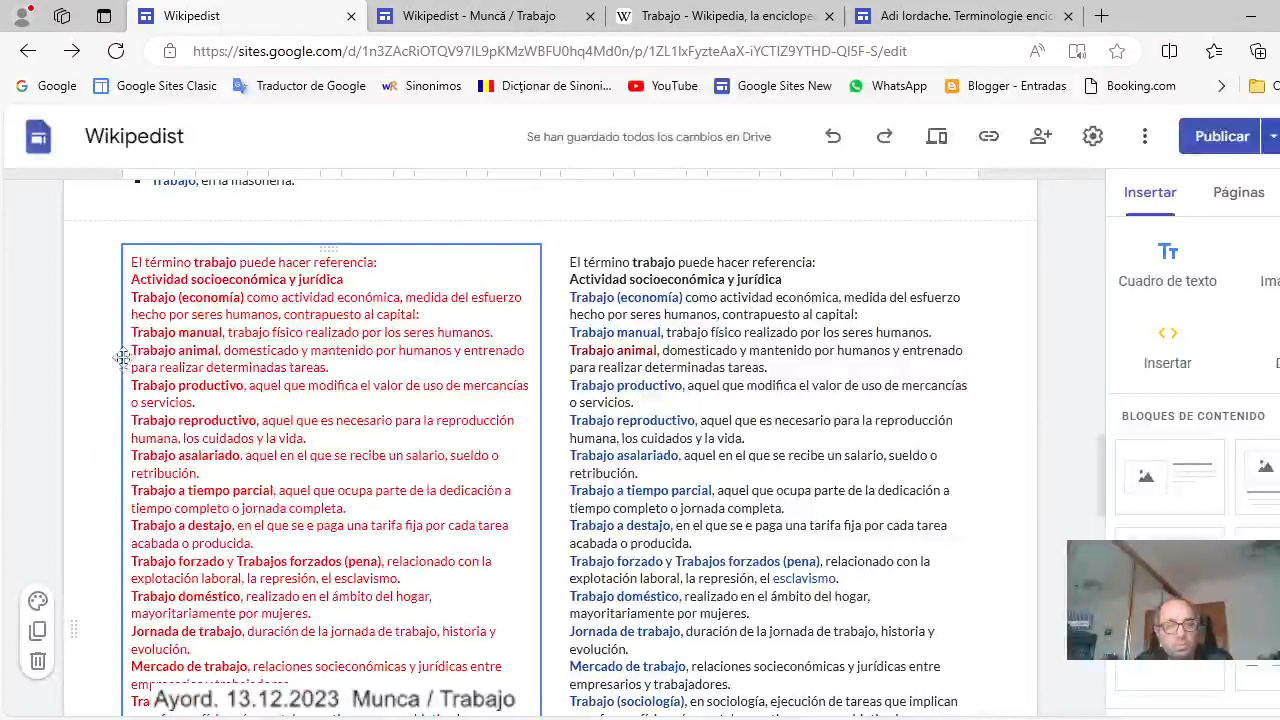 Wikipedist
Wikipedist - Muncă / Trabajo
Trabajo - Wikipedia, la enciclope
Adi Iordache. Terminologie encic
https://sites.google.com/d/1n3ZAcRiOTQV97IL9pKMzWBFU0hq4Md0n/p/1ZL1lxFyzteAaX-iYCTlZ9YTHD-Ql5F-S/edit
Google
Google Sites Clasic
Traductor de Google
Sinonimos
Dicţionar de Sinoni...
YouTube
Google Sites New
WhatsApp
Blogger - Entradas
Booking.com
Wikipedist
Se han guardado todos los cambios en Drive
Publicar
Insertar
Páginas
Trabajo, en la masonería.
El término trabajo puede hacer referencia:
Actividad socioeconómica y jurídica
Trabajo (economía) como actividad económica, medida del esfuerzo
hecho por seres humanos, contrapuesto al capital:
Trabajo manual, trabajo físico realizado por los seres humanos.
Trabajo animal, domesticado y mantenido por humanos y entrenado
para realizar determinadas tareas.
Trabajo productivo, aquel que modifica el valor de uso de mercancías
o servicios.
Trabajo reproductivo, aquel que es necesario para la reproducción
humana, los cuidados y la vida.
Trabajo asalariado, aquel en el que se recibe un salario, sueldo o
retribución.
Trabajo a tiempo parcial, aquel que ocupa parte de la dedicación a
tiempo completo o jornada completa.
Trabajo a destajo, en el que se e paga una tarifa fija por cada tarea
acabada o producida.
Trabajo forzado y Trabajos forzados (pena), relacionado con la
explotación laboral, la represión, el esclavismo.
Trabajo doméstico, realizado en el ámbito del hogar,
mayoritariamente por mujeres.
Jornada de trabajo, duración de la jornada de trabajo, historia y
evolución.
Mercado de trabajo, relaciones socieconómicas y jurídicas entre
empresarios y trabajadores.
Tra
El término trabajo puede hacer referencia:
Actividad socioeconómica y jurídica
Trabajo (economía) como actividad económica, medida del esfuerzo
hecho por seres humanos, contrapuesto al capital:
Trabajo manual, trabajo físico realizado por los seres humanos.
Trabajo animal, domesticado y mantenido por humanos y entrenado
para realizar determinadas tareas.
Trabajo productivo, aquel que modifica el valor de uso de mercancías
o servicios.
Trabajo reproductivo, aquel que es necesario para la reproducción
humana, los cuidados y la vida.
Trabajo asalariado, aquel en el que se recibe un salario, sueldo o
retribución.
Trabajo a tiempo parcial, aquel que ocupa parte de la dedicación a
tiempo completo o jornada completa.
Trabajo a destajo, en el que se e paga una tarifa fija por cada tarea
acabada o producida.
Trabajo forzado y Trabajos forzados (pena), relacionado con la
explotación laboral, la represión, el esclavismo.
Trabajo doméstico, realizado en el ámbito del hogar,
mayoritariamente por mujeres.
Jornada de trabajo, duración de la jornada de trabajo, historia y
evolución.
Mercado de trabajo, relaciones socieconómicas y jurídicas entre
empresarios y trabajadores.
Trabajo (sociología), en sociología, ejecución de tareas que implican
Tт
Cuadro de texto
Insertar
BLOQUES DE CONTENIDO
Ayord. 13.12.2023 Munca / Trabajo